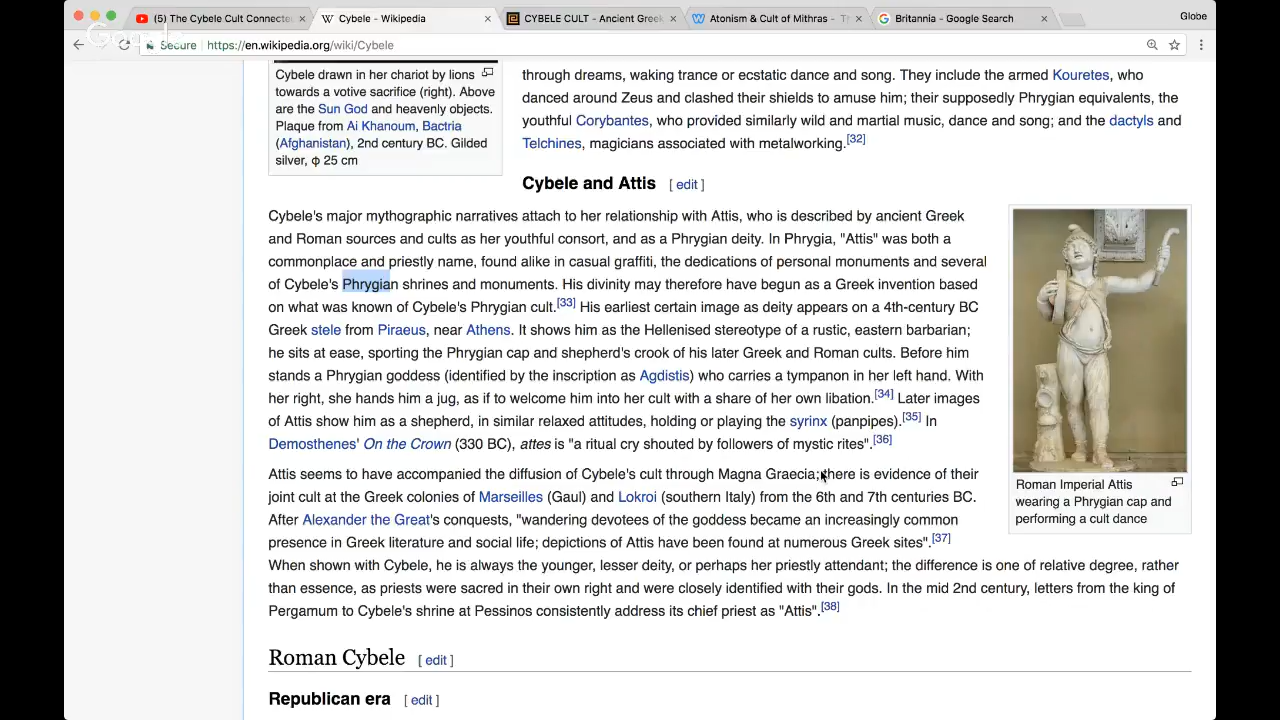 (5) The Cybele Cult Connecte
Cybele - Wikipedia
CYBELE CULT - Ancient Greek
Atonism & Cult of Mithras - T
Britannia - Google Search
Globe
Secure
https://en.wikipedia.org/wiki/Cybele
Cybele drawn in her chariot by lions
towards a votive sacrifice (right). Above
are the Sun God and heavenly objects.
Plaque from Ai Khanoum, Bactria
(Afghanistan), 2nd century BC. Gilded
silver, ф 25 cm
through dreams, waking trance or ecstatic dance and song. They include the armed Kouretes, who
danced around Zeus and clashed their shields to amuse him; their supposedly Phrygian equivalents, the
youthful Corybantes, who provided similarly wild and martial music, dance and song; and the dactyls and
Telchines, magicians associated with metalworking.[32]
Cybele and Attis [ edit ]
Cybele's major mythographic narratives attach to her relationship with Attis, who is described by ancient Greek
and Roman sources and cults as her youthful consort, and as a Phrygian deity. In Phrygia, "Attis" was both a
commonplace and priestly name, found alike in casual graffiti, the dedications of personal monuments and several
of Cybele's Phrygian shrines and monuments. His divinity may therefore have begun as a Greek invention based
on what was known of Cybele's Phrygian cult.[33] His earliest certain image as deity appears on a 4th-century BC
Greek stele from Piraeus, near Athens. It shows him as the Hellenised stereotype of a rustic, eastern barbarian;
he sits at ease, sporting the Phrygian cap and shepherd's crook of his later Greek and Roman cults. Before him
stands a Phrygian goddess (identified by the inscription as Agdistis) who carries a tympanon in her left hand. With
her right, she hands him a jug, as if to welcome him into her cult with a share of her own libation.[34] Later images
of Attis show him as a shepherd, in similar relaxed attitudes, holding or playing the syrinx (panpipes).[35] In
Demosthenes' On the Crown (330 BC), attes is "a ritual cry shouted by followers of mystic rites".[36]
Attis seems to have accompanied the diffusion of Cybele's cult through Magna Graecia; there is evidence of their
joint cult at the Greek colonies of Marseilles (Gaul) and Lokroi (southern Italy) from the 6th and 7th centuries BC.
After Alexander the Great's conquests, "wandering devotees of the goddess became an increasingly common
presence in Greek literature and social life; depictions of Attis have been found at numerous Greek sites".[37]
When shown with Cybele, he is always the younger, lesser deity, or perhaps her priestly attendant; the difference is one of relative degree, rather
than essence, as priests were sacred in their own right and were closely identified with their gods. In the mid 2nd century, letters from the king of
Pergamum to Cybele's shrine at Pessinos consistently address its chief priest as "Attis".[38]
Roman Imperial Attis
wearing a Phrygian cap and
performing a cult dance
Roman Cybele [ edit ]
Republican era [ edit ]